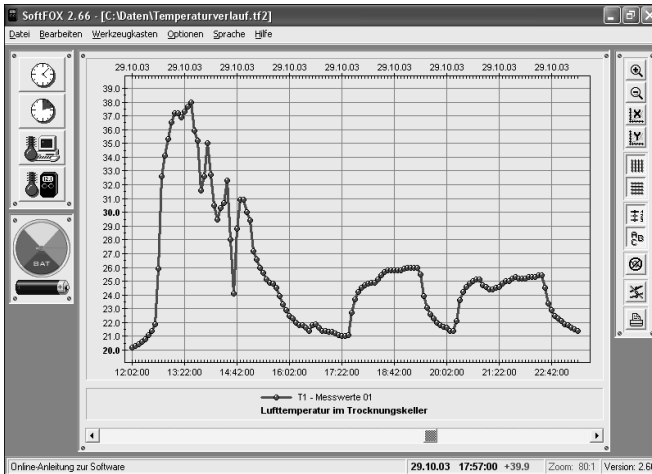 SoftFOX 2.66 - [C:\Daten\Temperaturverlauf.tf2]
Datei Bearbeiten Werkzeugkasten Optionen Sprache Hilfe
29.10.03 29.10.03 29.10.03 29.10.03 29.10.03 29.10.03 29.10.03 29.10.03 29.10.03
39.0
38.0
37.0
36.0
35.0
34.0
33.0
32.0
31.0
30.0
29.0
28.0
27.0
26.0
25.0
24.0
23.0
22.0
21.0
20.0
12:02:00 13:22:00 14:42:00 16:02:00 17:22:00 18:42:00 20:02:00 21:22:00 22:42:00
T1 - Messwerte 01
Lufttemperatur im Trocknungskeller
BAT
X
Y
Online-Anleitung zur Software 29.10.03 17:57:00 +39.9 Zoom: 80:1 Version: 2.66